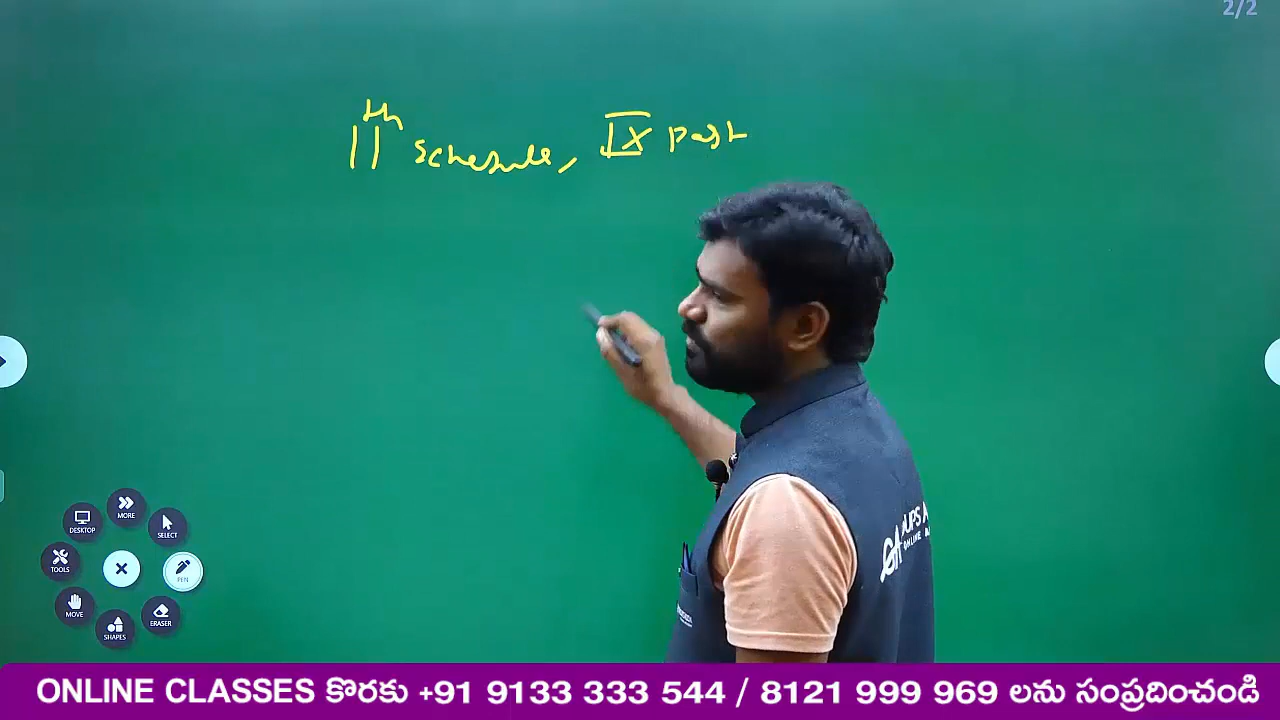 2/2
11th schedule, IX part
MORE
DESKTOP
SELECT
TOOLS
PEN
MOVE
ERASER
SHAPES
ONLINE CLASSES కొరకు +91 9133 333 544 / 8121 999 969 లను సంప్రదించండి